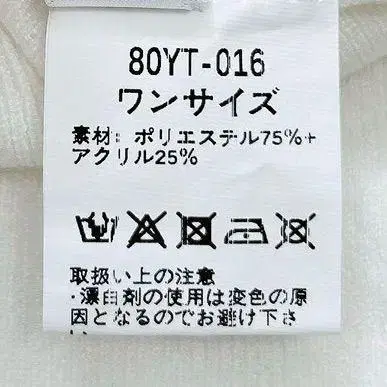 80YT-016
ワンサイズ
素材: ポリエステル75%+
アクリル25%
取扱い上の注意
・漂白剤の使用は変色の原
因となるのでお避け下さ
い